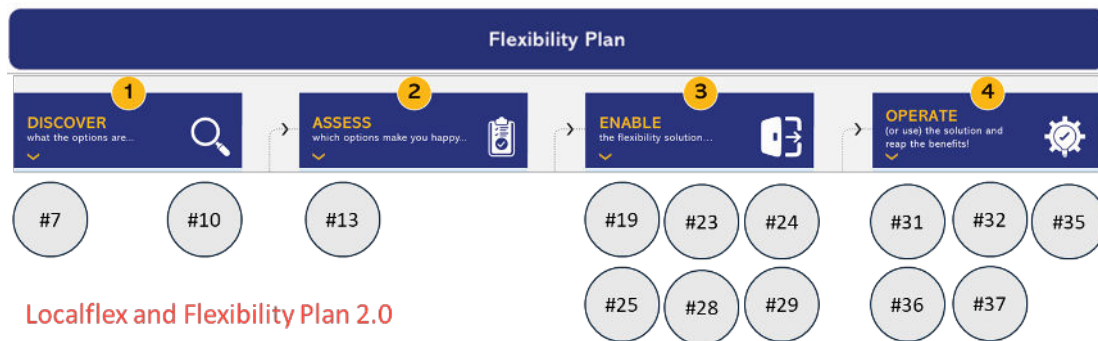 Flexibility Plan
1
DISCOVER
what the options are...
2
ASSESS
which options make you happy...
3
ENABLE
the flexibility solution...
4
OPERATE
(or use) the solution and
reap the benefits!
#7
#10
#13
#19
#23
#24
#31
#32
#35
#25
#28
#29
#36
#37
Localflex and Flexibility Plan 2.0